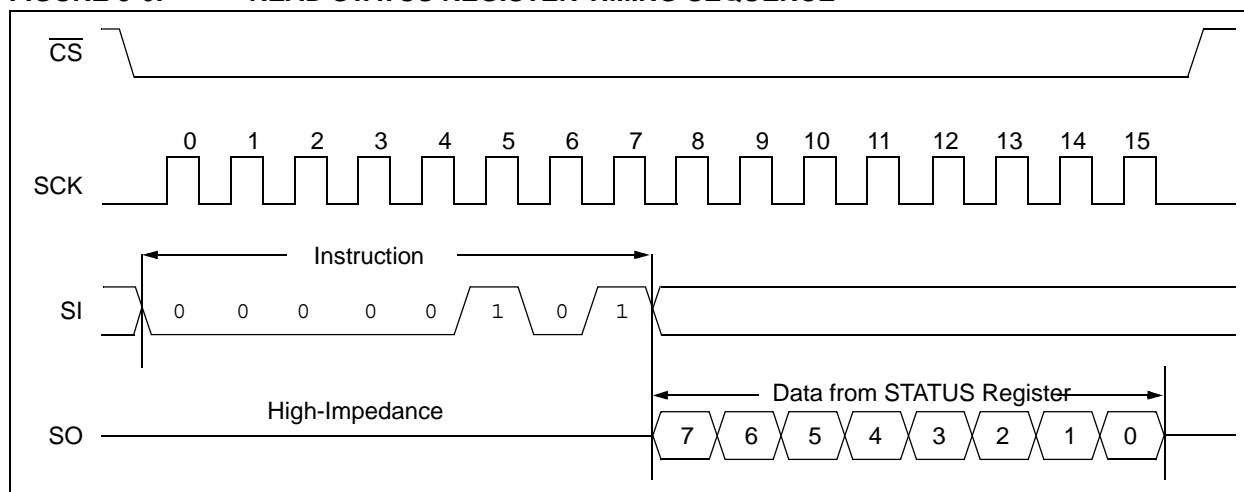 CS
0 1 2 3 4 5 6 7 8 9 10 11 12 13 14 15
SCK
Instruction
SI 0 0 0 0 0 1 0 1
Data from STATUS Register
High-Impedance
SO 7 6 5 4 3 2 1 0